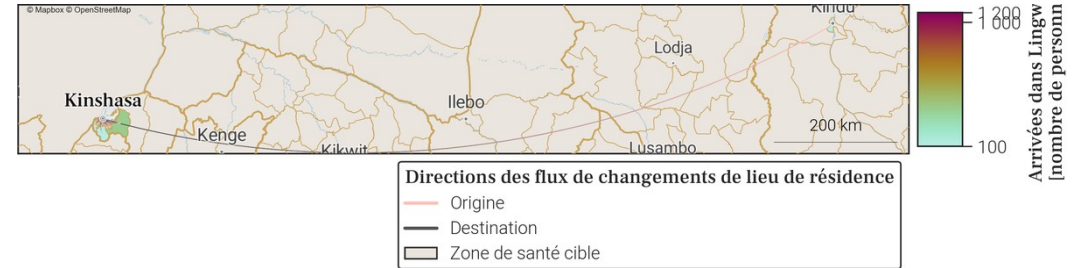 © Mapbox © OpenStreetMap
Kindu
Lodja
Kinshasa
Ilebo
Kenge
200 km
Kikwit
Lusambo
1 200
1 000
100
Arrivées dans Lingw
[nombre de personn
Directions des flux de changements de lieu de résidence
Origine
Destination
Zone de santé cible